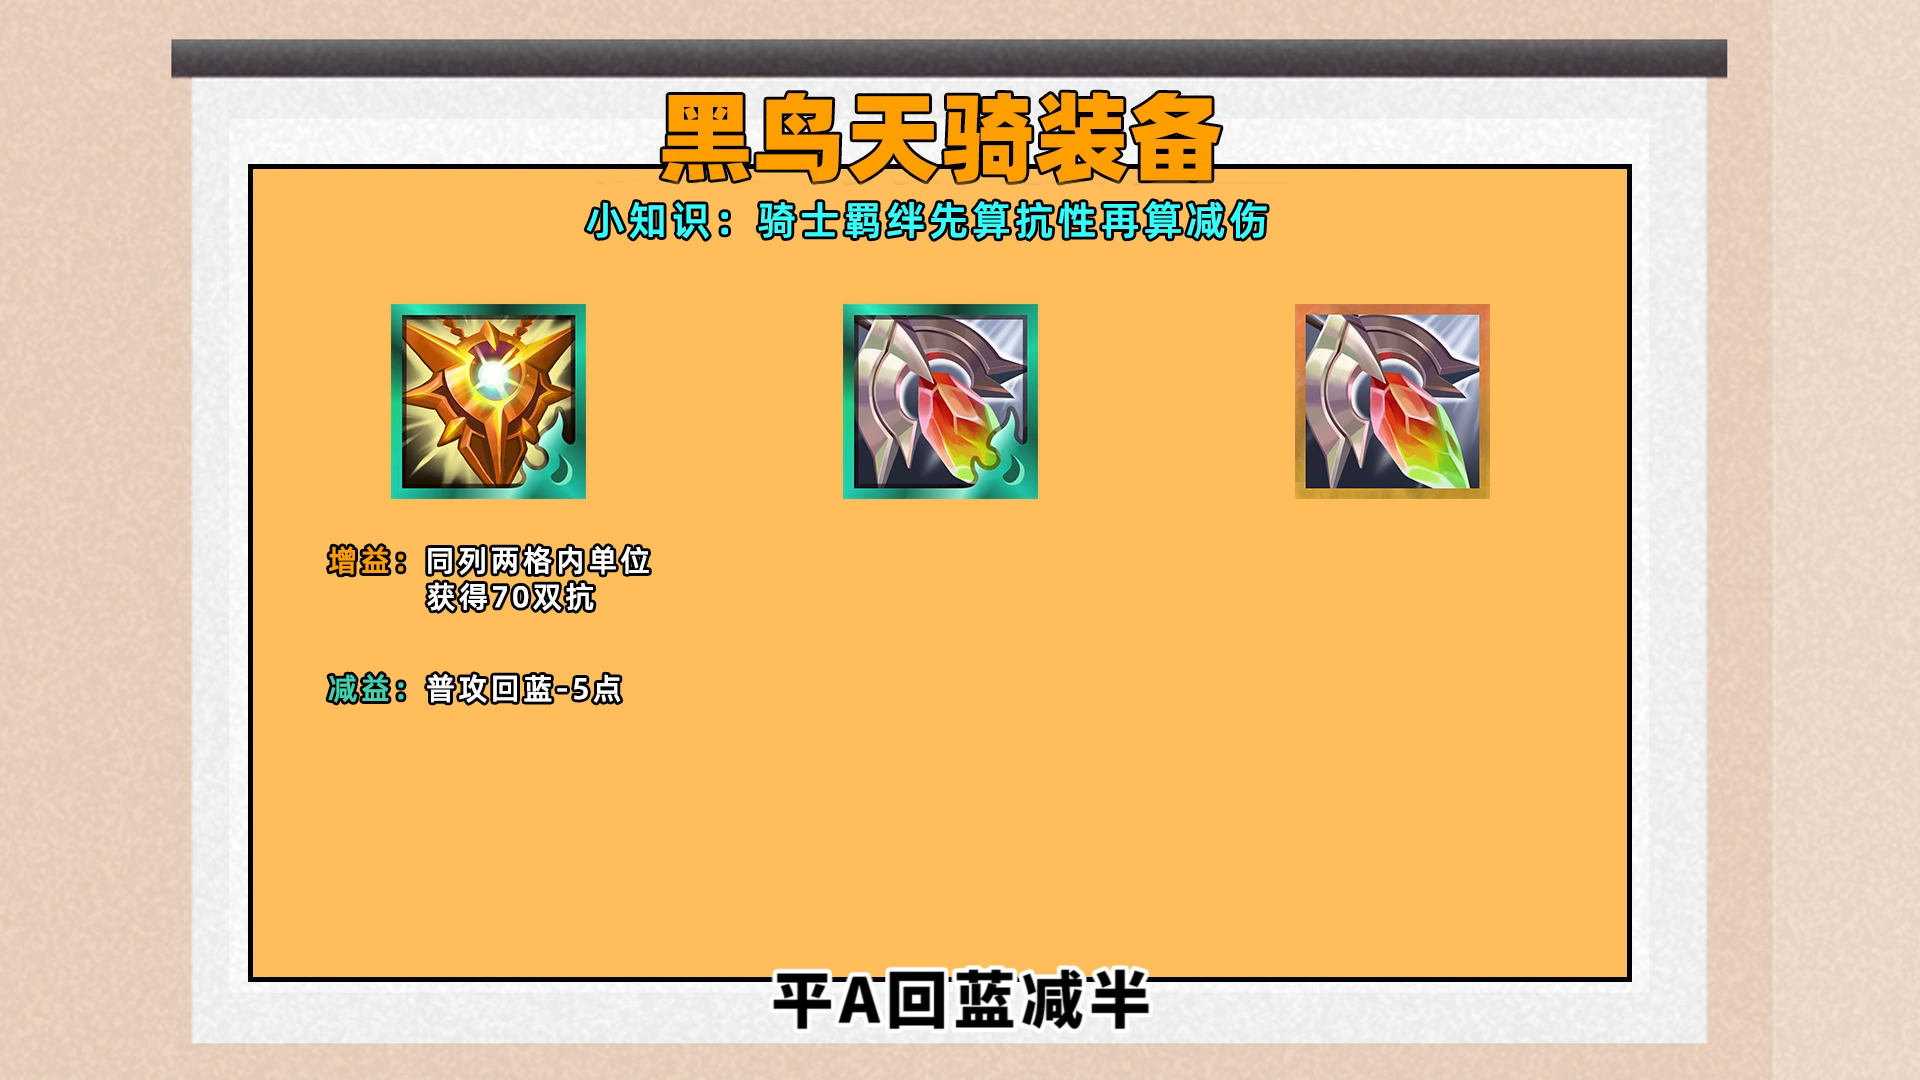 黑鸟天骑装备
小知识：骑士羁绊先算抗性再算减伤
增益：同列两格内单位
获得70双抗
减益：普攻回蓝-5点
平A回蓝减半